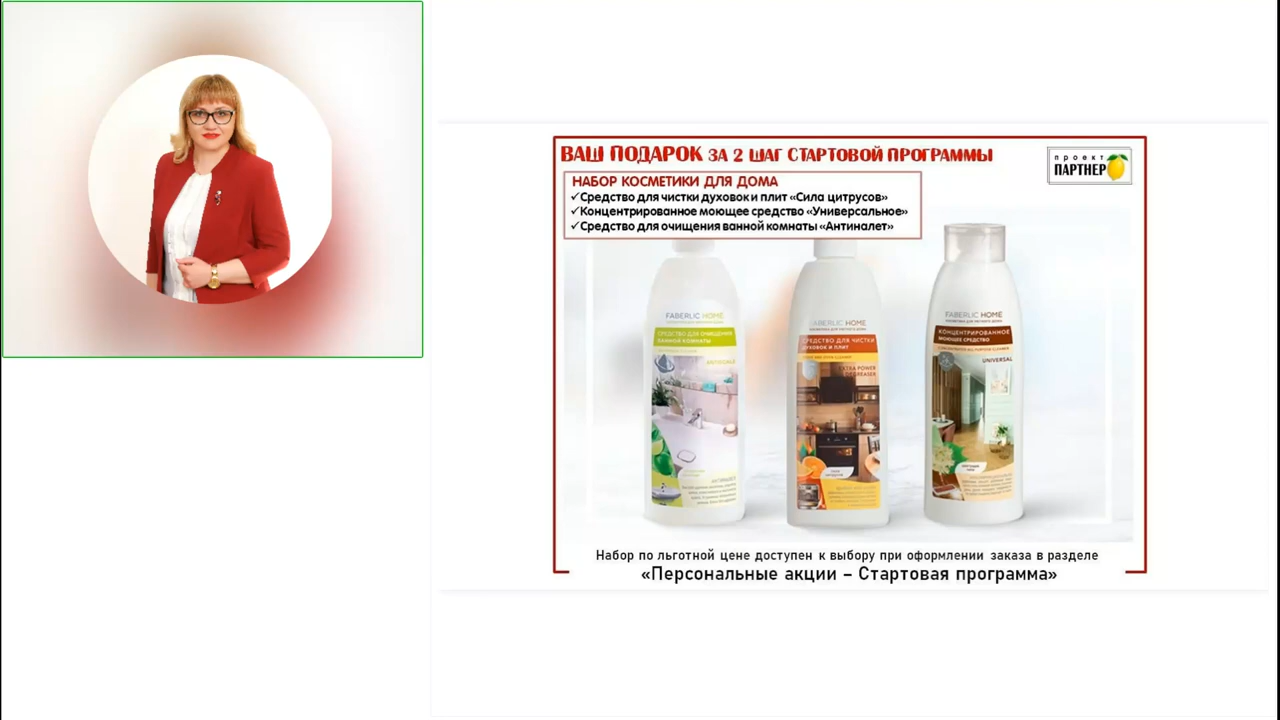 ВАШ ПОДАРОК ЗА 2 ШАГ СТАРТОВОЙ ПРОГРАММЫ
проект
ПАРТНЕР
НАБОР КОСМЕТИКИ ДЛЯ ДОМА
✓Средство для чистки духовок и плит «Сила цитрусов»
✓Концентрированное моющее средство «Универсальное»
✓Средство для очищения ванной комнаты «Антиналет»
FABERLIC HOME
СРЕДСТВО ДЛЯ ОЧИЩЕНИЯ
ВАННОЙ КОМНАТЫ
ANTISCALE
FABERLIC HOME
СРЕДСТВО ДЛЯ ЧИСТКИ
ДУХОВОК И ПЛИТ
EXTRA POWER
DEGREASER
FABERLIC HOME
КОНЦЕНТРИРОВАННОЕ
МОЮЩЕЕ СРЕДСТВО
UNIVERSAL
Набор по льготной цене доступен к выбору при оформлении заказа в разделе
«Персональные акции – Стартовая программа»